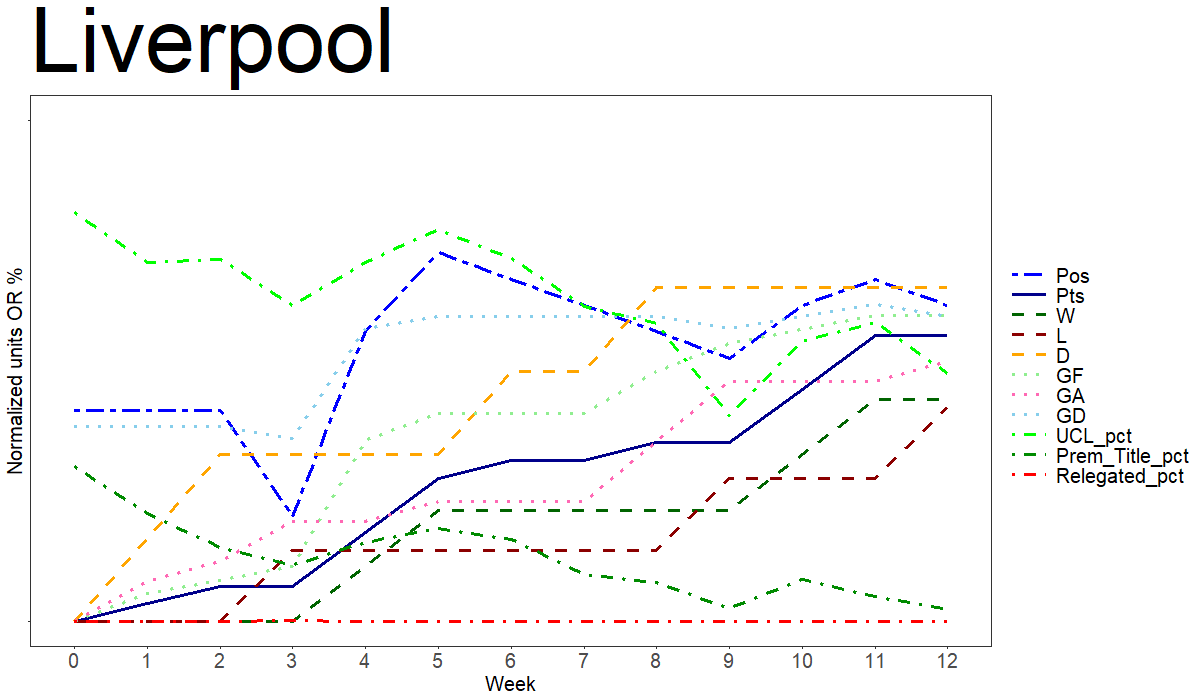 Liverpool
Normalized units OR %
0 1 2 3 4 5 6 7 8 9 10 11 12
Week
Pos
Pts
W
L
D
GF
GA
GD
UCL_pct
Prem_Title_pct
Relegated_pct